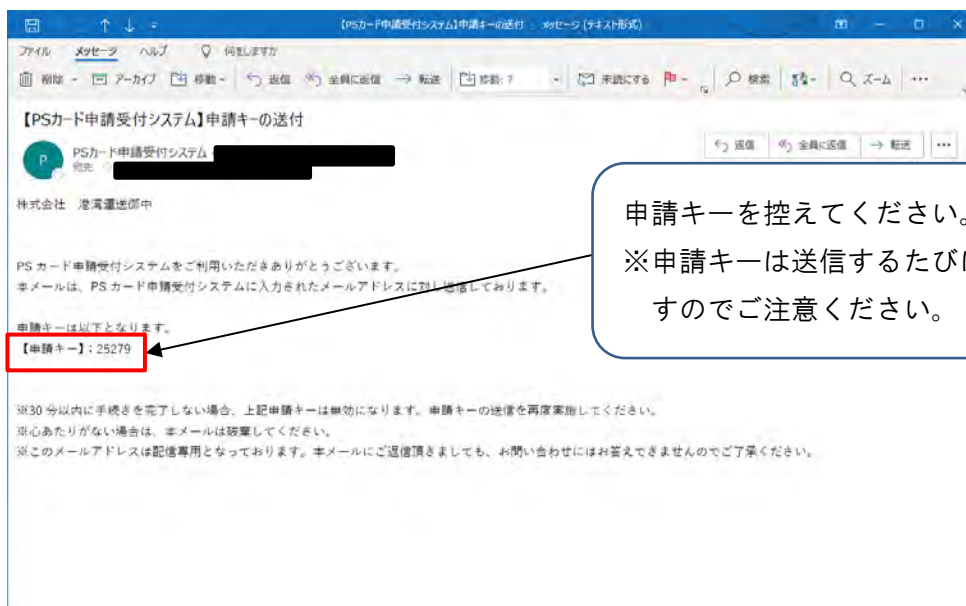 【PSカード申請受付システム】申請キーの送付 - メッセージ (テキスト形式)
ファイル メッセージ ヘルプ 何をしますか
削除 アーカイブ 移動 返信 全員に返信 転送 移動: ? 未読にする 検索 ズーム ...
【PSカード申請受付システム】申請キーの送付
P PSカード申請受付システム
宛先
返信 全員に返信 転送 ...
株式会社 港湾運送御中
申請キーを控えてください。
※申請キーは送信するたびに
すのでご注意ください。
PS カード申請受付システムをご利用いただきありがとうございます。
本メールは、PS カード申請受付システムに入力されたメールアドレスに対し送信しております。
申請キーは以下となります。
【申請キー】：25279
※30 分以内に手続きを完了しない場合、上記申請キーは無効になります。申請キーの送信を再度実施してください。
※心あたりがない場合は、本メールは破棄してください。
※このメールアドレスは配信専用となっております。本メールにご返信頂きましても、お問い合わせにはお答えできませんのでご了承ください。